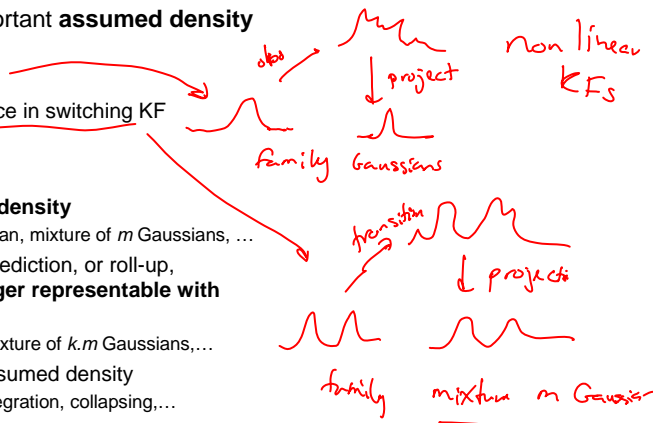 portant assumed density
non linear
KFs
obs
project
ce in switching KF
family Gaussians
density
an, mixture of m Gaussians, …
transition
ediction, or roll-up,
ger representable with
project
xture of k.m Gaussians,…
sumed density
egration, collapsing,…
family mixture m Gaussian